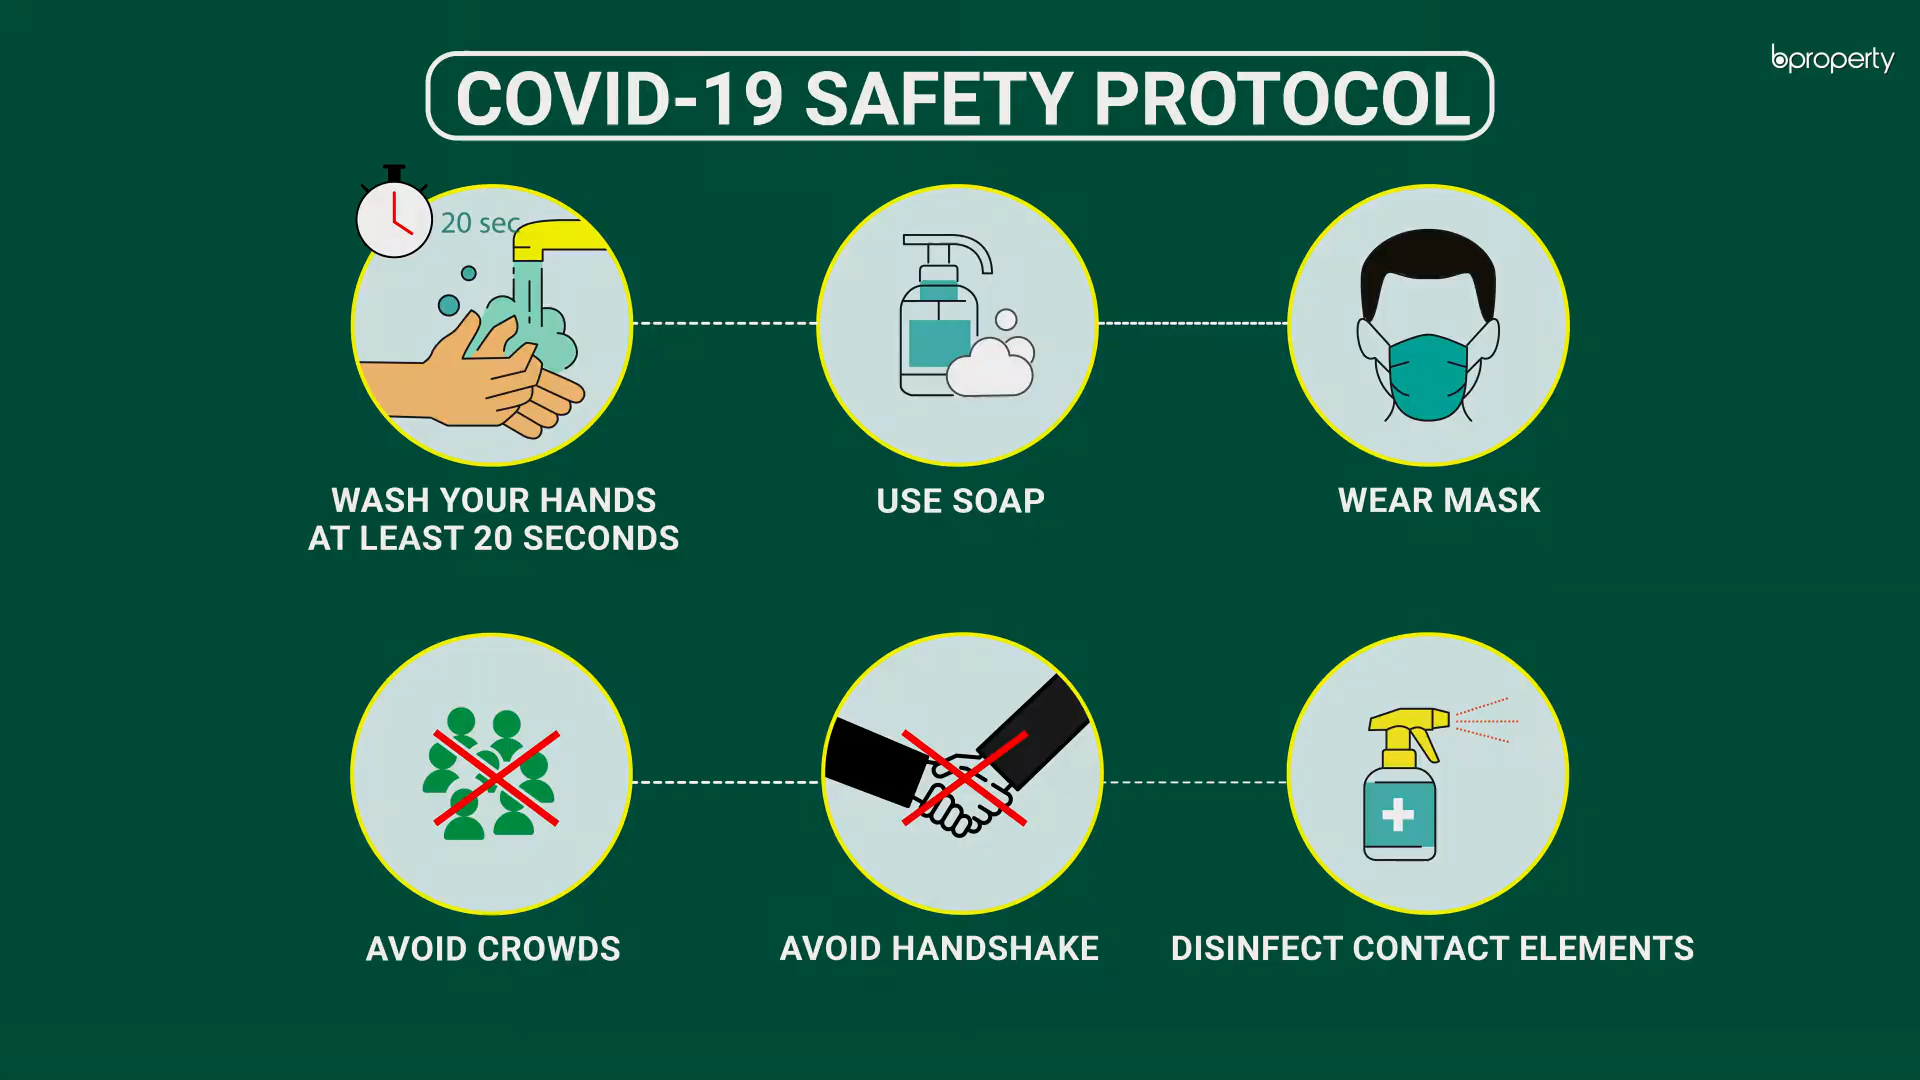 bproperty
COVID-19 SAFETY PROTOCOL
20 sec
WASH YOUR HANDS
AT LEAST 20 SECONDS
USE SOAP
WEAR MASK
AVOID CROWDS
AVOID HANDSHAKE
DISINFECT CONTACT ELEMENTS